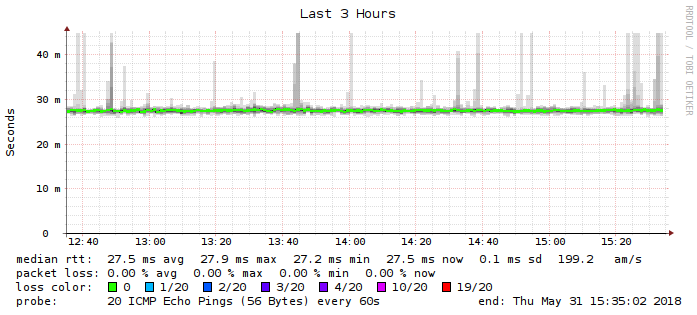 Last 3 Hours
RRDTOOL / TOBI OETIKER
Seconds
40 m
30 m
20 m
10 m
0
12:40 13:00 13:20 13:40 14:00 14:20 14:40 15:00 15:20
median rtt: 27.5 ms avg 27.9 ms max 27.2 ms min 27.5 ms now 0.1 ms sd 199.2 am/s
packet loss: 0.00 % avg 0.00 % max 0.00 % min 0.00 % now
loss color: 0 1/20 2/20 3/20 4/20 10/20 19/20
probe: 20 ICMP Echo Pings (56 Bytes) every 60s end: Thu May 31 15:35:02 2018